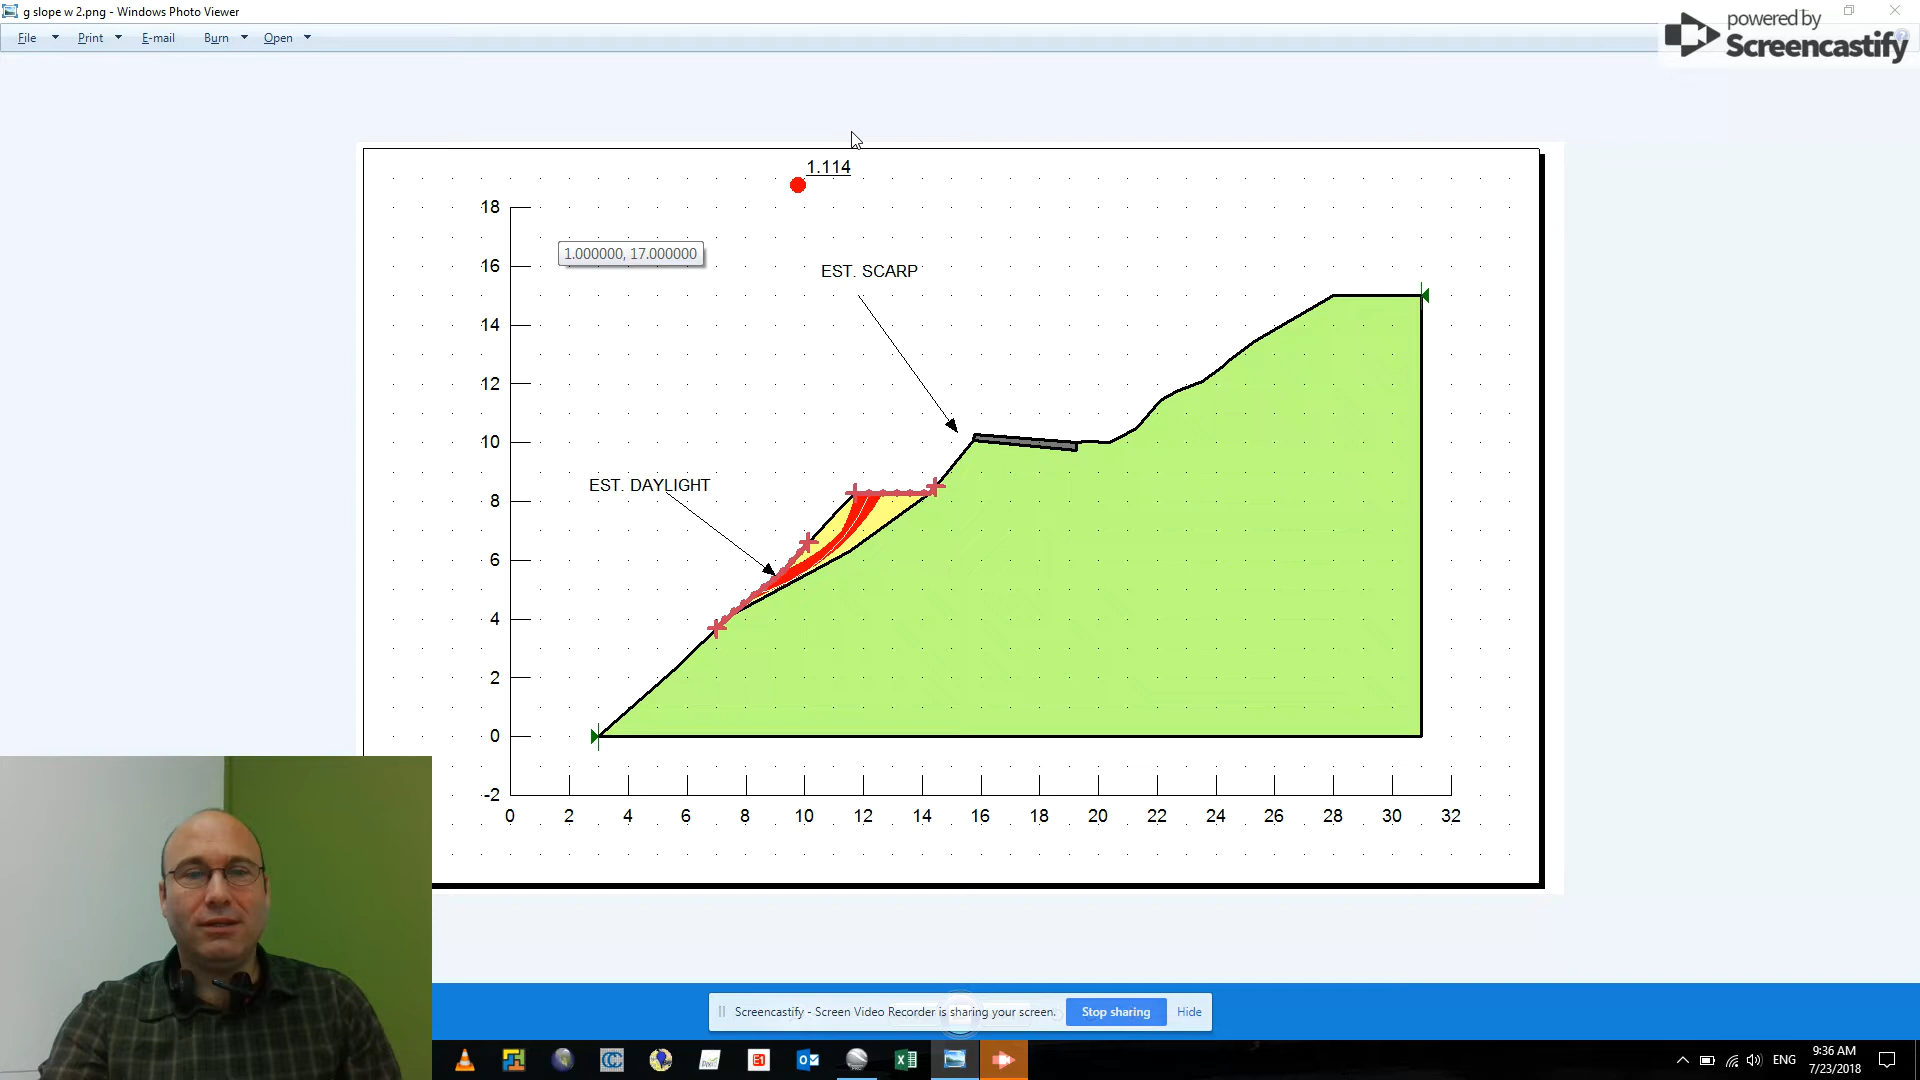 g slope w 2.png - Windows Photo Viewer
File Print E-mail Burn Open
powered by
Screencastify
1.114
18
1.000000, 17.000000
16
EST. SCARP
14
12
10
EST. DAYLIGHT
8
6
4
2
0
-2
0 2 4 6 8 10 12 14 16 18 20 22 24 26 28 30 32
Screencastify - Screen Video Recorder is sharing your screen. Stop sharing Hide
ENG
9:36 AM
7/23/2018